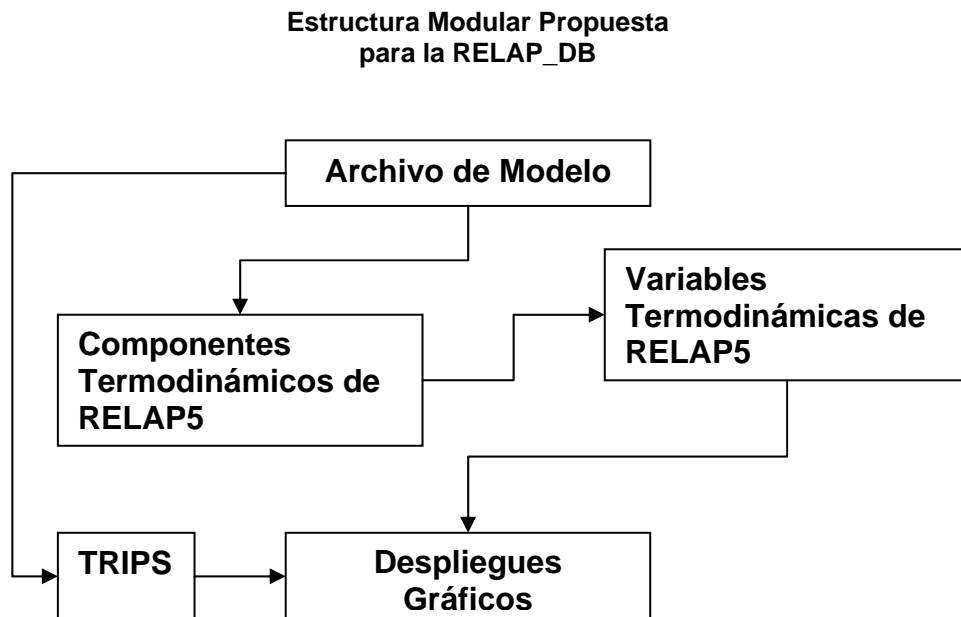 Estructura Modular Propuesta
para la RELAP_DB
Archivo de Modelo
Variables
Termodinámicas de
RELAP5
Componentes
Termodinámicos de
RELAP5
TRIPS
Despliegues
Gráficos